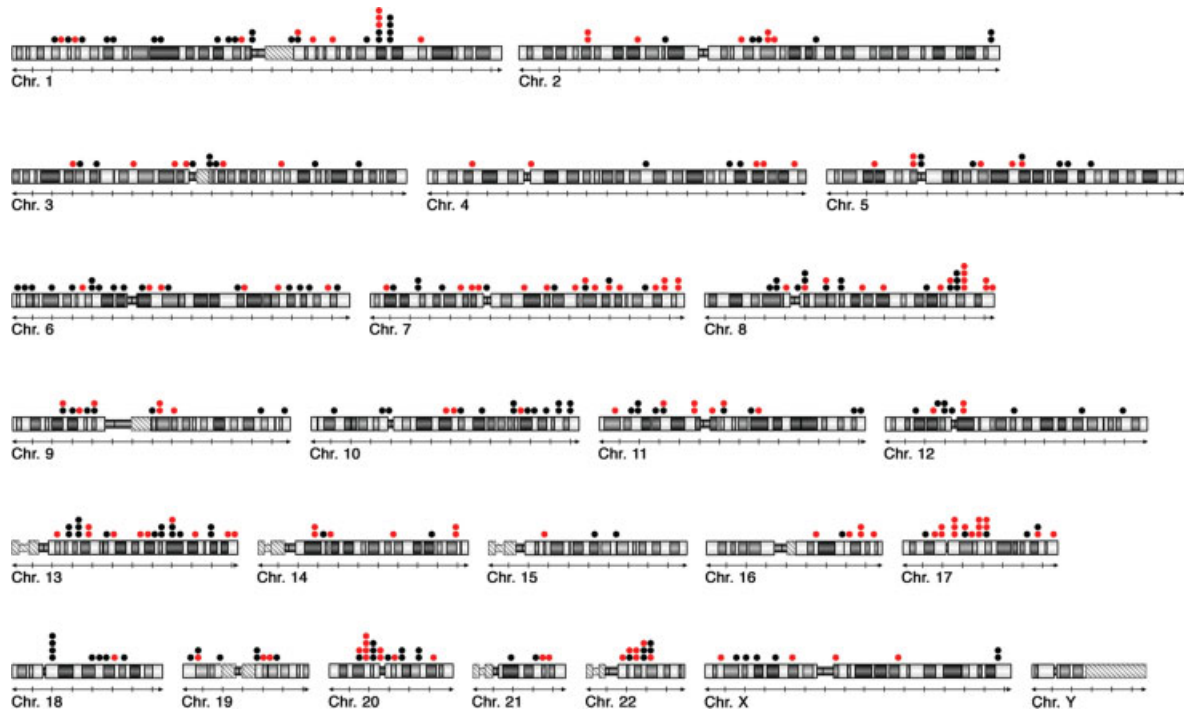 Chr. 1
Chr. 2
Chr. 3
Chr. 4
Chr. 5
Chr. 6
Chr. 7
Chr. 8
Chr. 9
Chr. 10
Chr. 11
Chr. 12
Chr. 13
Chr. 14
Chr. 15
Chr. 16
Chr. 17
Chr. 18
Chr. 19
Chr. 20
Chr. 21
Chr. 22
Chr. X
Chr. Y